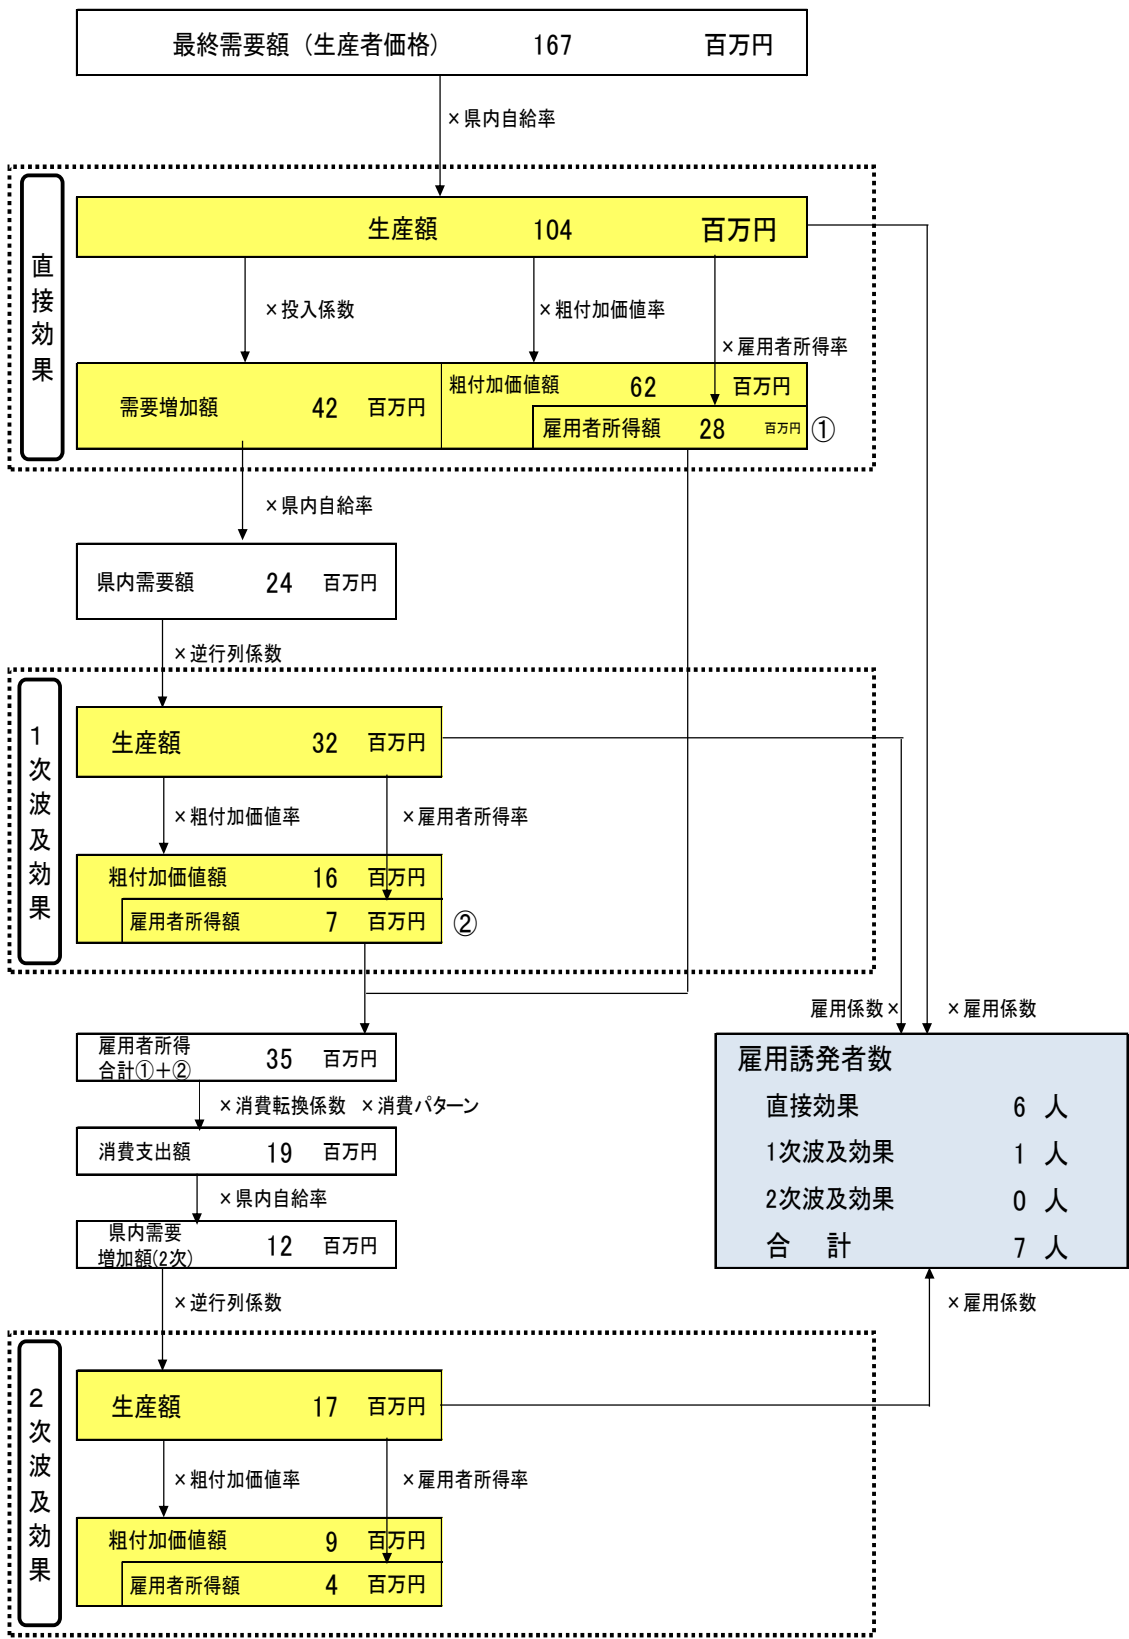 最終需要額（生産者価格） 167 百万円
×県内自給率
直接効果
生産額 104 百万円
×投入係数
×粗付加価値率
×雇用者所得率
需要増加額 42 百万円
粗付加価値額 62 百万円
雇用者所得額 28 百万円 ①
×県内自給率
県内需要額 24 百万円
×逆行列係数
1次波及効果
生産額 32 百万円
×粗付加価値率
×雇用者所得率
粗付加価値額 16 百万円
雇用者所得額 7 百万円 ②
雇用係数×
×雇用係数
雇用者所得
合計①＋② 35 百万円
×消費転換係数 ×消費パターン
消費支出額 19 百万円
×県内自給率
県内需要
増加額(2次) 12 百万円
雇用誘発者数
直接効果 6 人
1次波及効果 1 人
2次波及効果 0 人
合 計 7 人
×逆行列係数
×雇用係数
2次波及効果
生産額 17 百万円
×粗付加価値率
×雇用者所得率
粗付加価値額 9 百万円
雇用者所得額 4 百万円